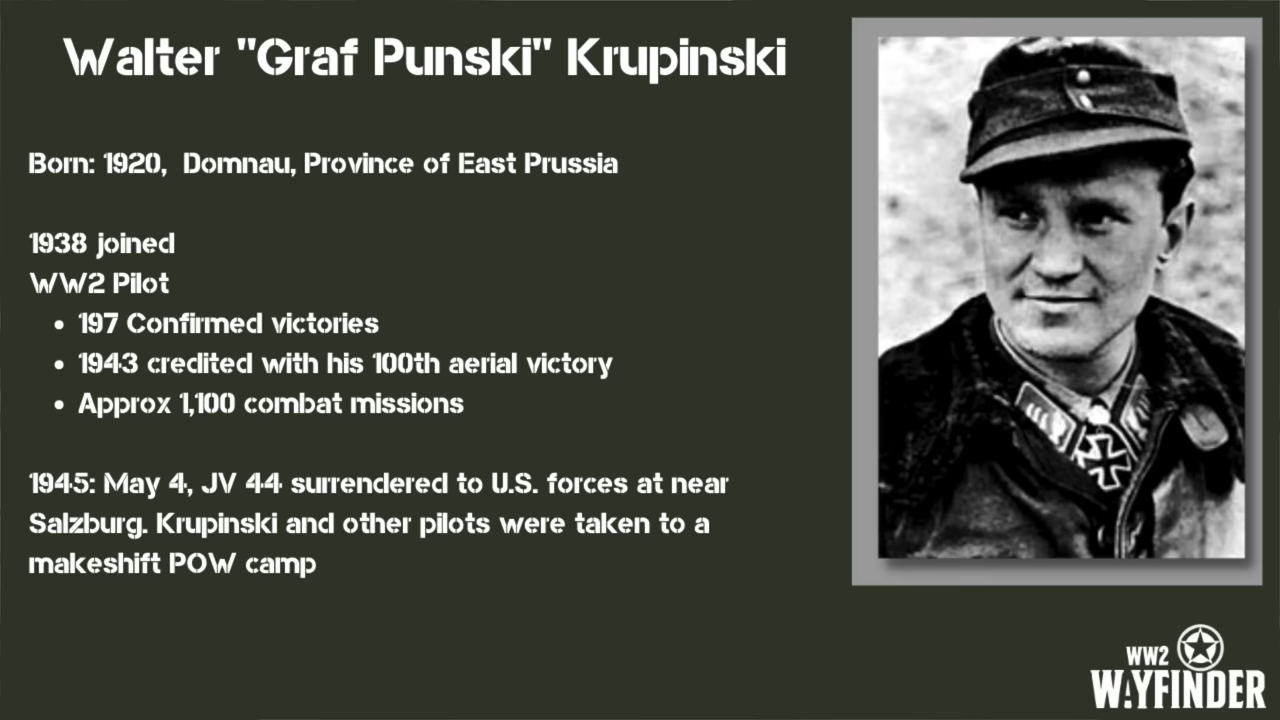 Walter "Graf Punski" Krupinski
Born: 1920, Domnau, Province of East Prussia
1938 joined
WW2 Pilot
• 197 Confirmed victories
• 1943 credited with his 100th aerial victory
• Approx 1,100 combat missions
1945: May 4, JV 44 surrendered to U.S. forces at near
Salzburg. Krupinski and other pilots were taken to a
makeshift POW camp
WW2
WAYFINDER